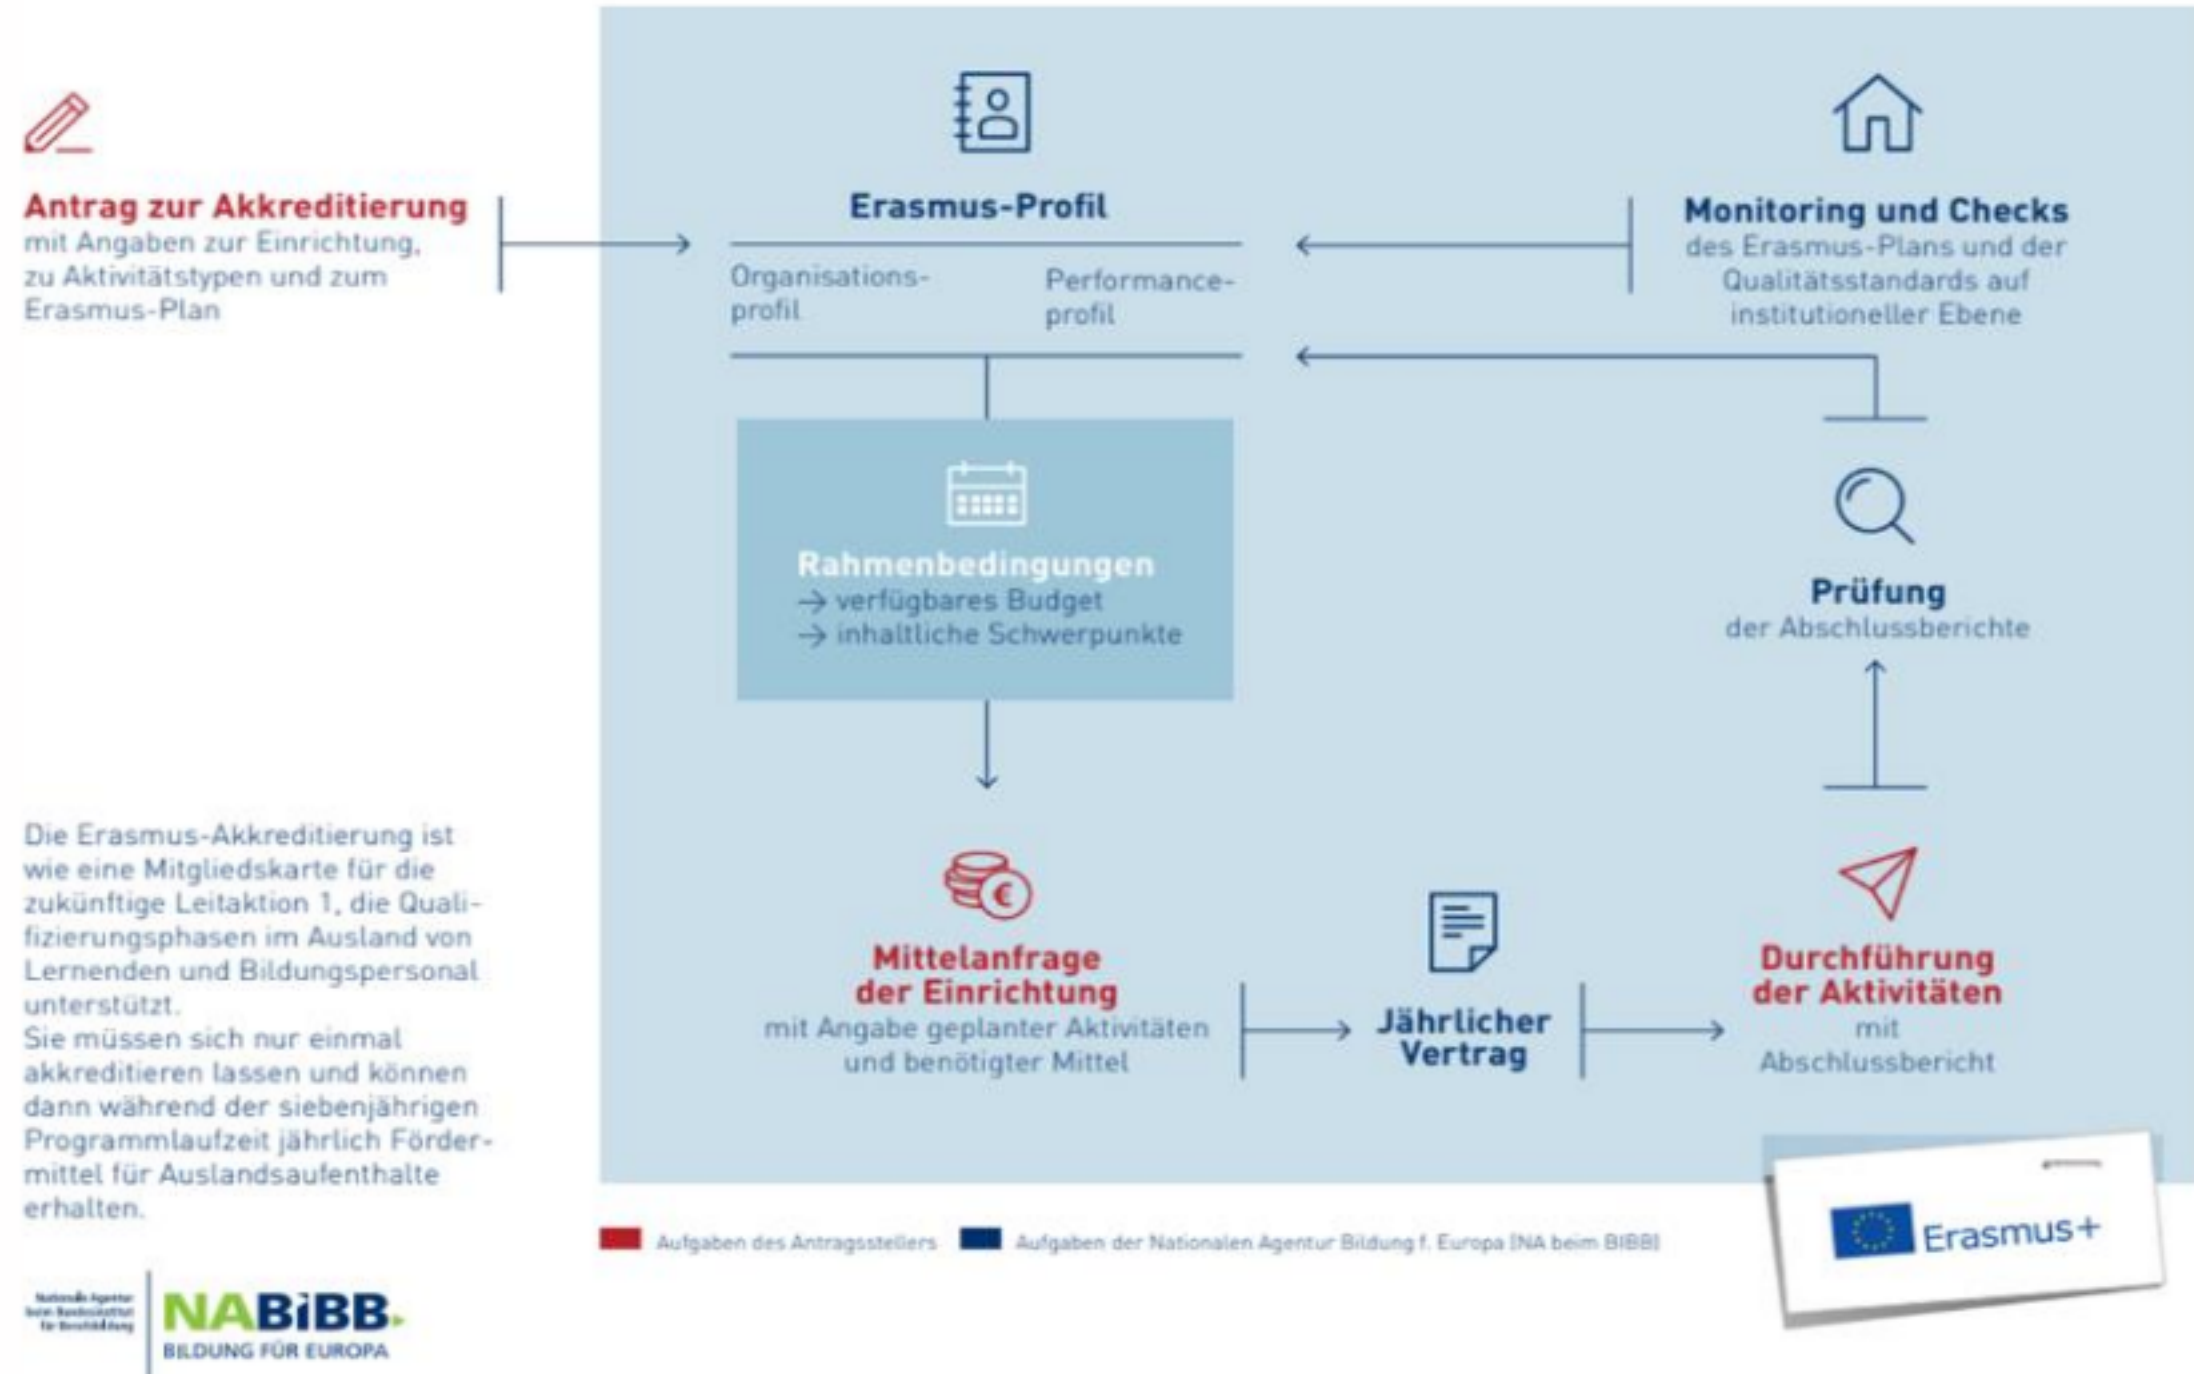 Antrag zur Akkreditierung
mit Angaben zur Einrichtung,
zu Aktivitätstypen und zum
Erasmus-Plan
Erasmus-Profil
Organisations-
profil
Performance-
profil
Monitoring und Checks
des Erasmus-Plans und der
Qualitätsstandards auf
institutioneller Ebene
Rahmenbedingungen
→ verfügbares Budget
→ inhaltliche Schwerpunkte
Prüfung
der Abschlussberichte
Mittelanfrage
der Einrichtung
mit Angabe geplanter Aktivitäten
und benötigter Mittel
Jährlicher
Vertrag
Durchführung
der Aktivitäten
mit
Abschlussbericht
Die Erasmus-Akkreditierung ist
wie eine Mitgliedskarte für die
zukünftige Leitaktion 1, die Quali-
fizierungsphasen im Ausland von
Lernenden und Bildungspersonal
unterstützt.
Sie müssen sich nur einmal
akkreditieren lassen und können
dann während der siebenjährigen
Programmlaufzeit jährlich Förder-
mittel für Auslandsaufenthalte
erhalten.
Aufgaben des Antragsstellers
Aufgaben der Nationalen Agentur Bildung f. Europa (NA beim BIBB)
Erasmus+
Nationale Agentur
beim Bundesinstitut
für Berufsbildung
NABiBB
BILDUNG FÜR EUROPA